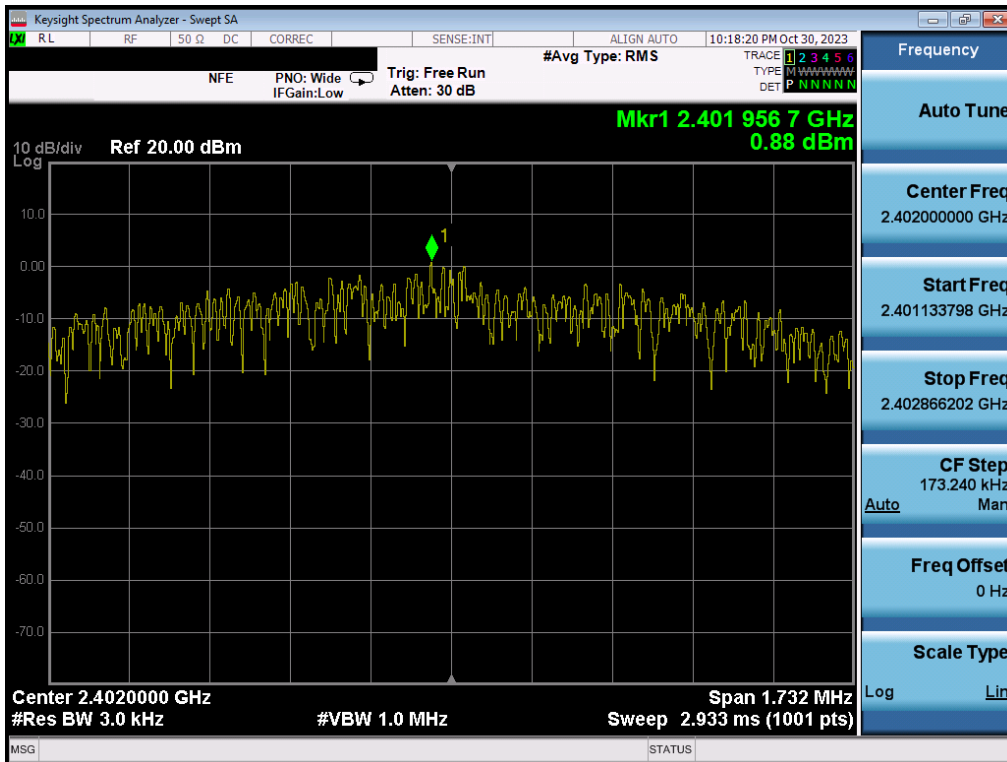 Keysight Spectrum Analyzer - Swept SA
LXI RL RF 50 Ω DC CORREC SENSE:INT ALIGN AUTO 10:18:20 PM Oct 30, 2023
NFE PNO: Wide Trig: Free Run #Avg Type: RMS TRACE 1 2 3 4 5 6
IFGain:Low Atten: 30 dB TYPE M WWWWW
DET P N N N N N
Mkr1 2.401 956 7 GHz
0.88 dBm
10 dB/div Ref 20.00 dBm
Log
10.0
1
0.00
-10.0
-20.0
-30.0
-40.0
-50.0
-60.0
-70.0
Center 2.4020000 GHz Span 1.732 MHz
#Res BW 3.0 kHz #VBW 1.0 MHz Sweep 2.933 ms (1001 pts)
MSG STATUS
Frequency
Auto Tune
Center Freq
2.402000000 GHz
Start Freq
2.401133798 GHz
Stop Freq
2.402866202 GHz
CF Step
173.240 kHz
Auto Man
Freq Offset
0 Hz
Scale Type
Log Lin